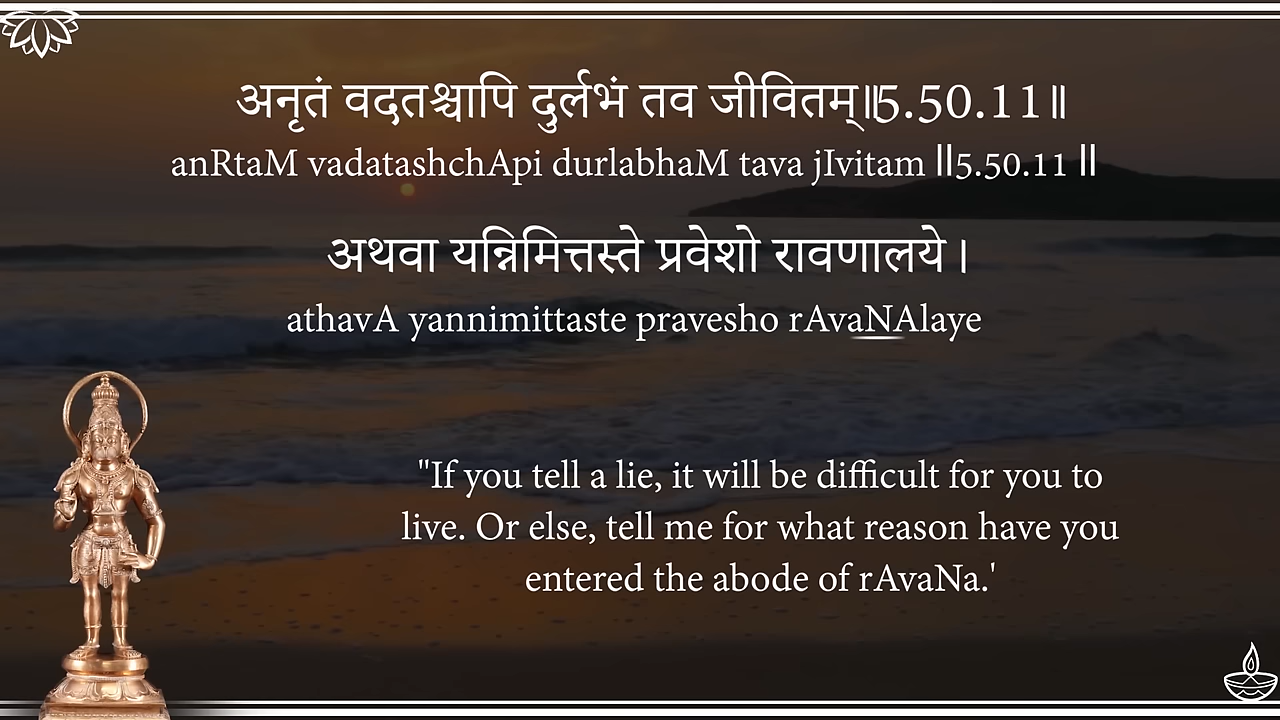 अनृतं वदतश्चापि दुर्लभं तव जीवितम्॥5.50.11॥
anRtaM vadatashchApi durlabhaM tava jIvitam ॥5.50.11 ॥
अथवा यन्निमित्तस्ते प्रवेशो रावणालये।
athavA yannimittaste pravesho rAvaNAlaye
"If you tell a lie, it will be difficult for you to
live. Or else, tell me for what reason have you
entered the abode of rAvaNa.'